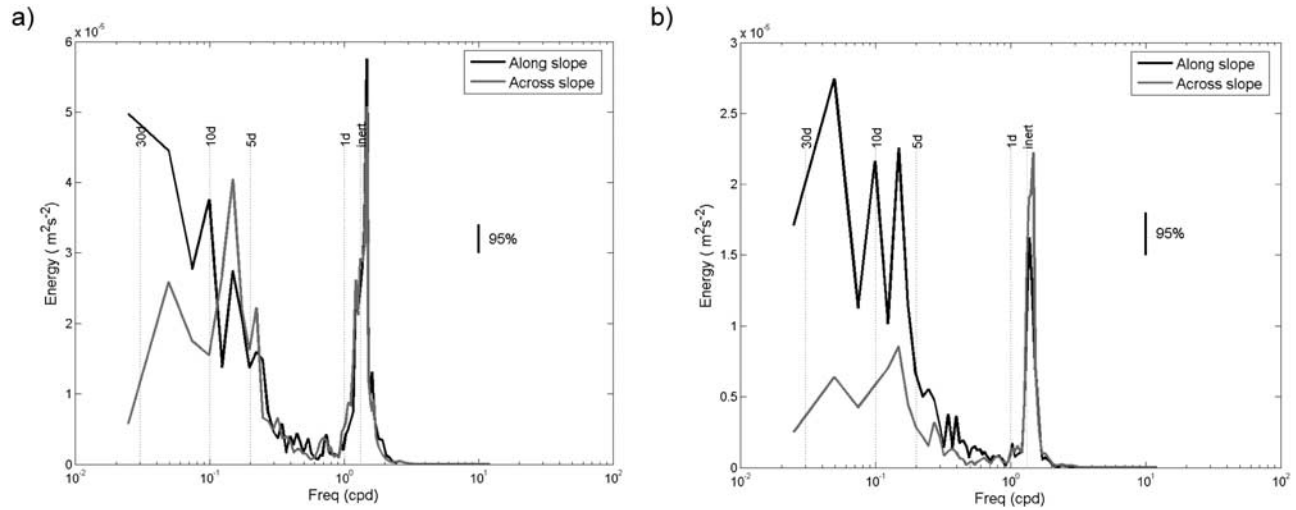 a)
x 10⁻⁵
6
5
4
3
2
1
0
Energy ( m²s⁻²)
30d
10d
5d
1d
inert
Along slope
Across slope
95%
10⁻²
10⁻¹
10⁰
10¹
10²
Freq (cpd)
b)
x 10⁻⁵
3
2.5
2
1.5
1
0.5
0
Energy ( m²s⁻²)
30d
10d
5d
1d
inert
Along slope
Across slope
95%
10⁻²
10⁻¹
10⁰
10¹
10²
Freq (cpd)